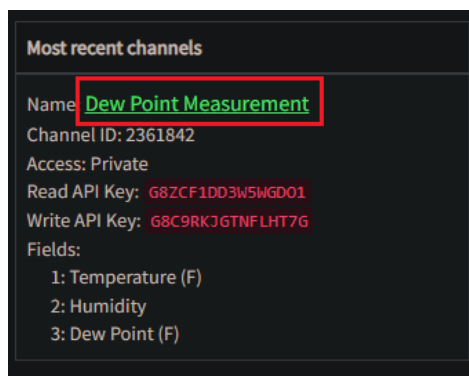 Most recent channels
Name: Dew Point Measurement
Channel ID: 2361842
Access: Private
Read API Key: G8ZCF1DD3W5WGDO1
Write API Key: G8C9RKJGTNFLHT7G
Fields:
1: Temperature (F)
2: Humidity
3: Dew Point (F)